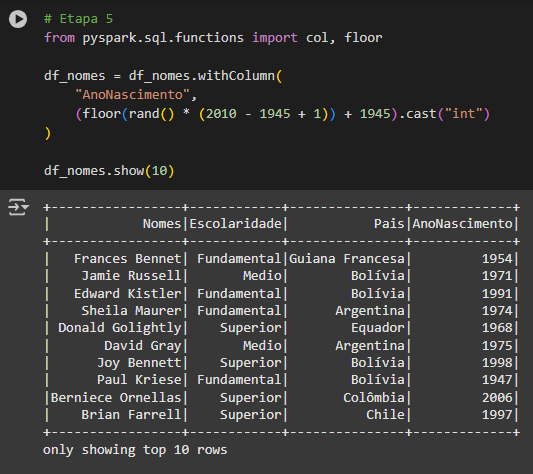 # Etapa 5
from pyspark.sql.functions import col, floor
df_nomes = df_nomes.withColumn(
    "AnoNascimento",
    (floor(rand() * (2010 - 1945 + 1)) + 1945).cast("int")
)
df_nomes.show(10)
+-----------------+------------+--------------+-------------+
|            Nomes|Escolaridade|          Pais|AnoNascimento|
+-----------------+------------+--------------+-------------+
|   Frances Bennet| Fundamental|Guiana Francesa|         1954|
|    Jamie Russell|       Medio|       Bolívia|         1971|
|   Edward Kistler| Fundamental|       Bolívia|         1991|
|    Sheila Maurer| Fundamental|     Argentina|         1974|
| Donald Golightly|    Superior|       Equador|         1968|
|       David Gray|       Medio|     Argentina|         1975|
|      Joy Bennett|    Superior|       Bolívia|         1998|
|      Paul Kriese| Fundamental|       Bolívia|         1947|
|Berniece Ornellas|    Superior|      Colômbia|         2006|
|    Brian Farrell|    Superior|         Chile|         1997|
+-----------------+------------+--------------+-------------+
only showing top 10 rows